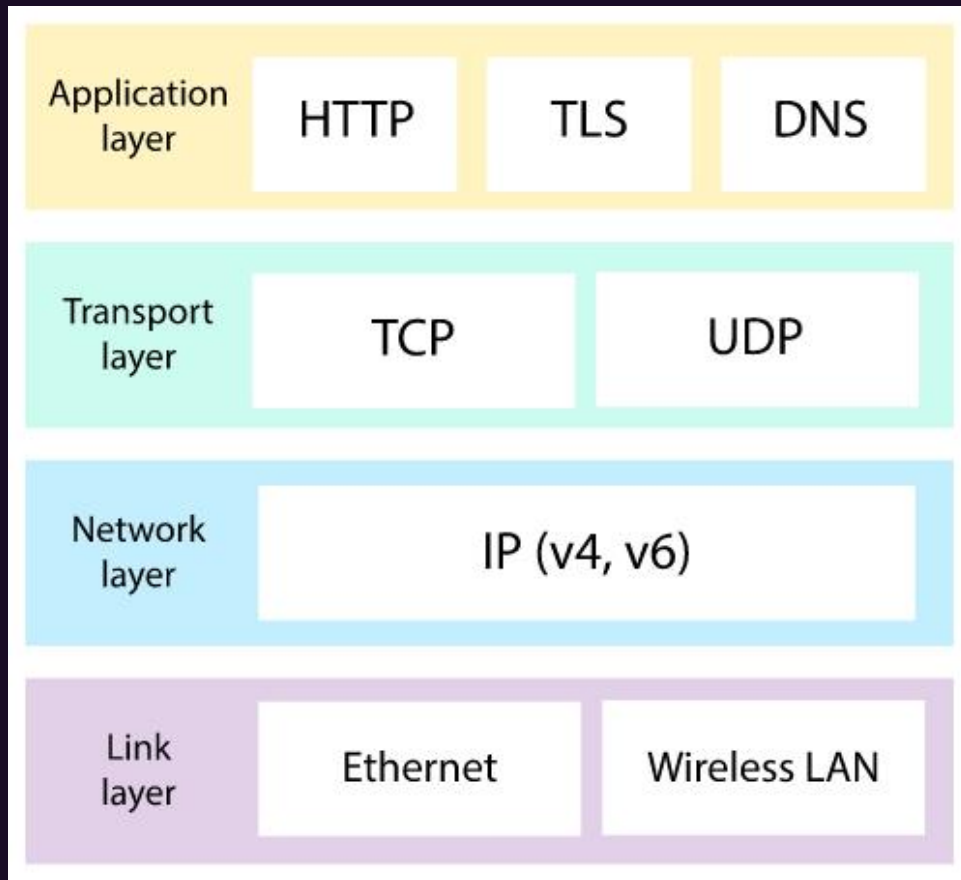 Application
layer
HTTP
TLS
DNS
Transport
layer
TCP
UDP
Network
layer
IP (v4, v6)
Link
layer
Ethernet
Wireless LAN